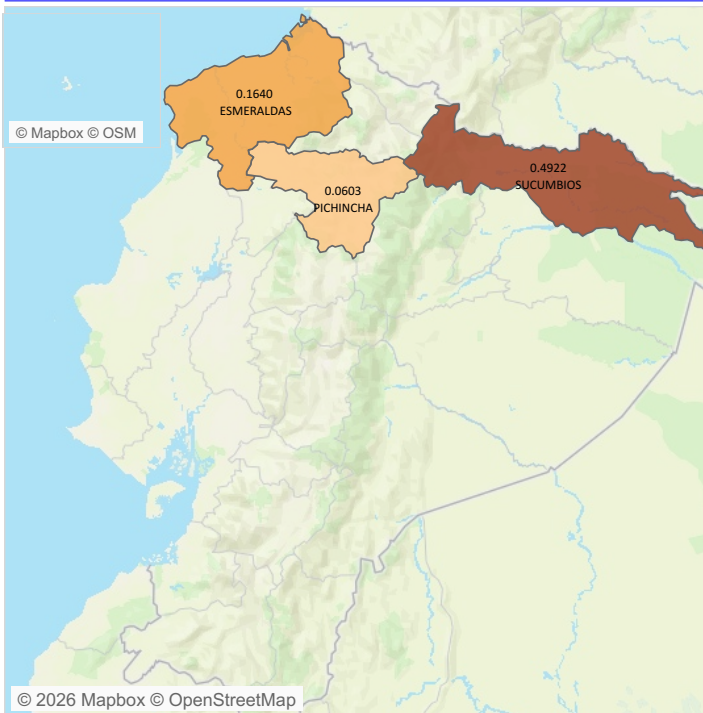 0.1640
ESMERALDAS
© Mapbox © OSM
0.4922
SUCUMBIOS
0.0603
PICHINCHA
© 2026 Mapbox © OpenStreetMap